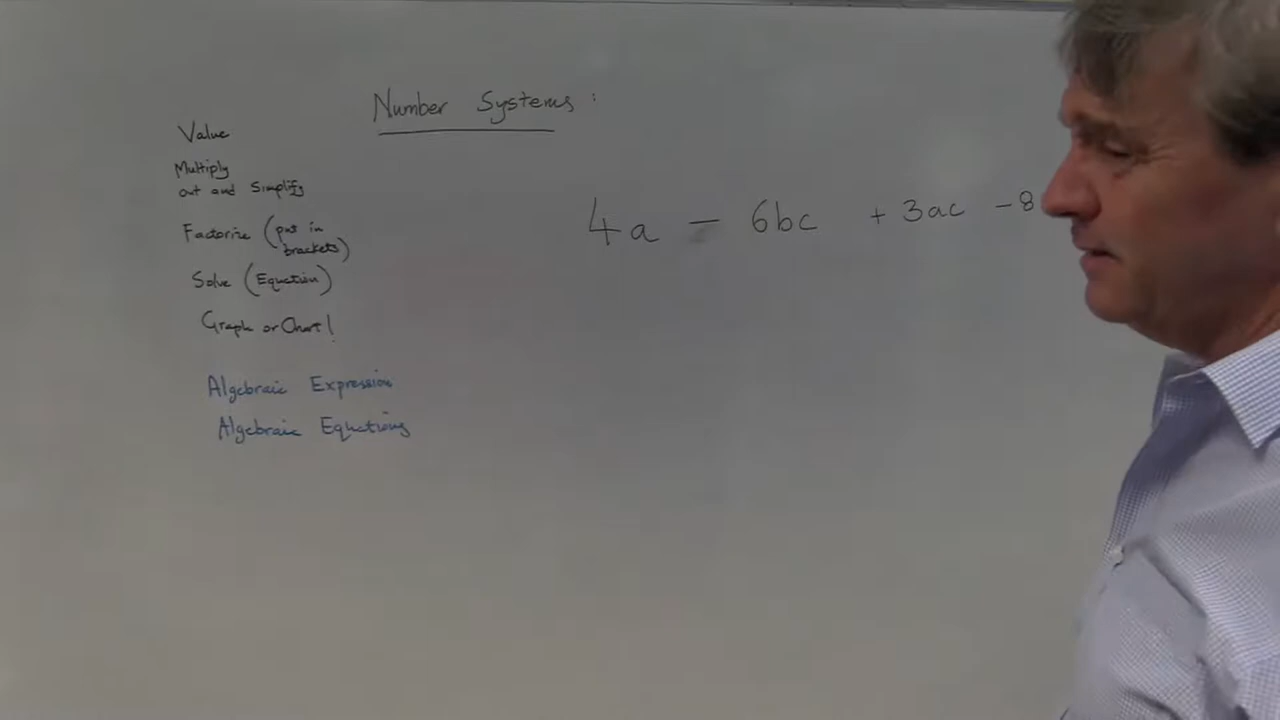 Number Systems :
Value
Multiply
out and Simplify
Factorise (put in
brackets)
Solve (Equation)
Graph or Chart!
Algebraic Expression
Algebraic Equations
4a - 6bc + 3ac - 8